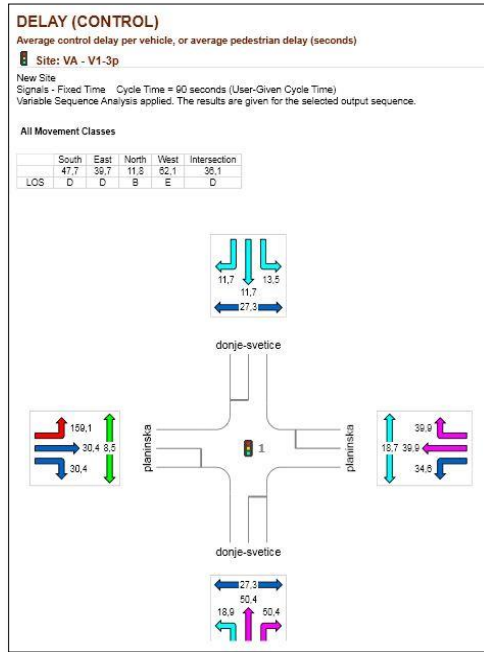 DELAY (CONTROL)
Average control delay per vehicle, or average pedestrian delay (seconds)
Site: VA - V1-3p
New Site
Signals - Fixed Time Cycle Time = 90 seconds (User-Given Cycle Time)
Variable Sequence Analysis applied. The results are given for the selected output sequence.
All Movement Classes
South East North West Intersection
47,7 39,7 11,8 62,1 36,1
LOS D D B E D
11,7 13,5
11,7
27,3
donje-svetice
159,1
30,4 8,5
30,4
planinska
1
planinska
39,9
18,7 39,9
34,6
donje-svetice
27,3
50,4
18,9 50,4